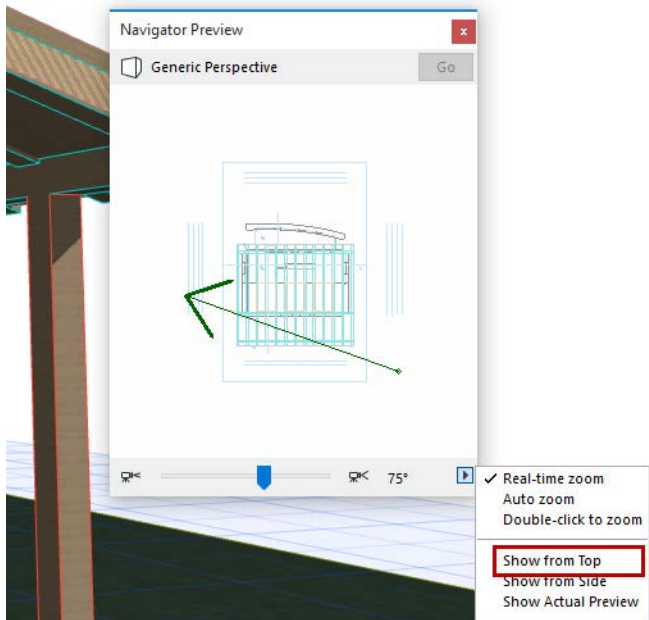 Navigator Preview
x
Generic Perspective
Go
75°
✓ Real-time zoom
Auto zoom
Double-click to zoom
Show from Top
Show from Side
Show Actual Preview